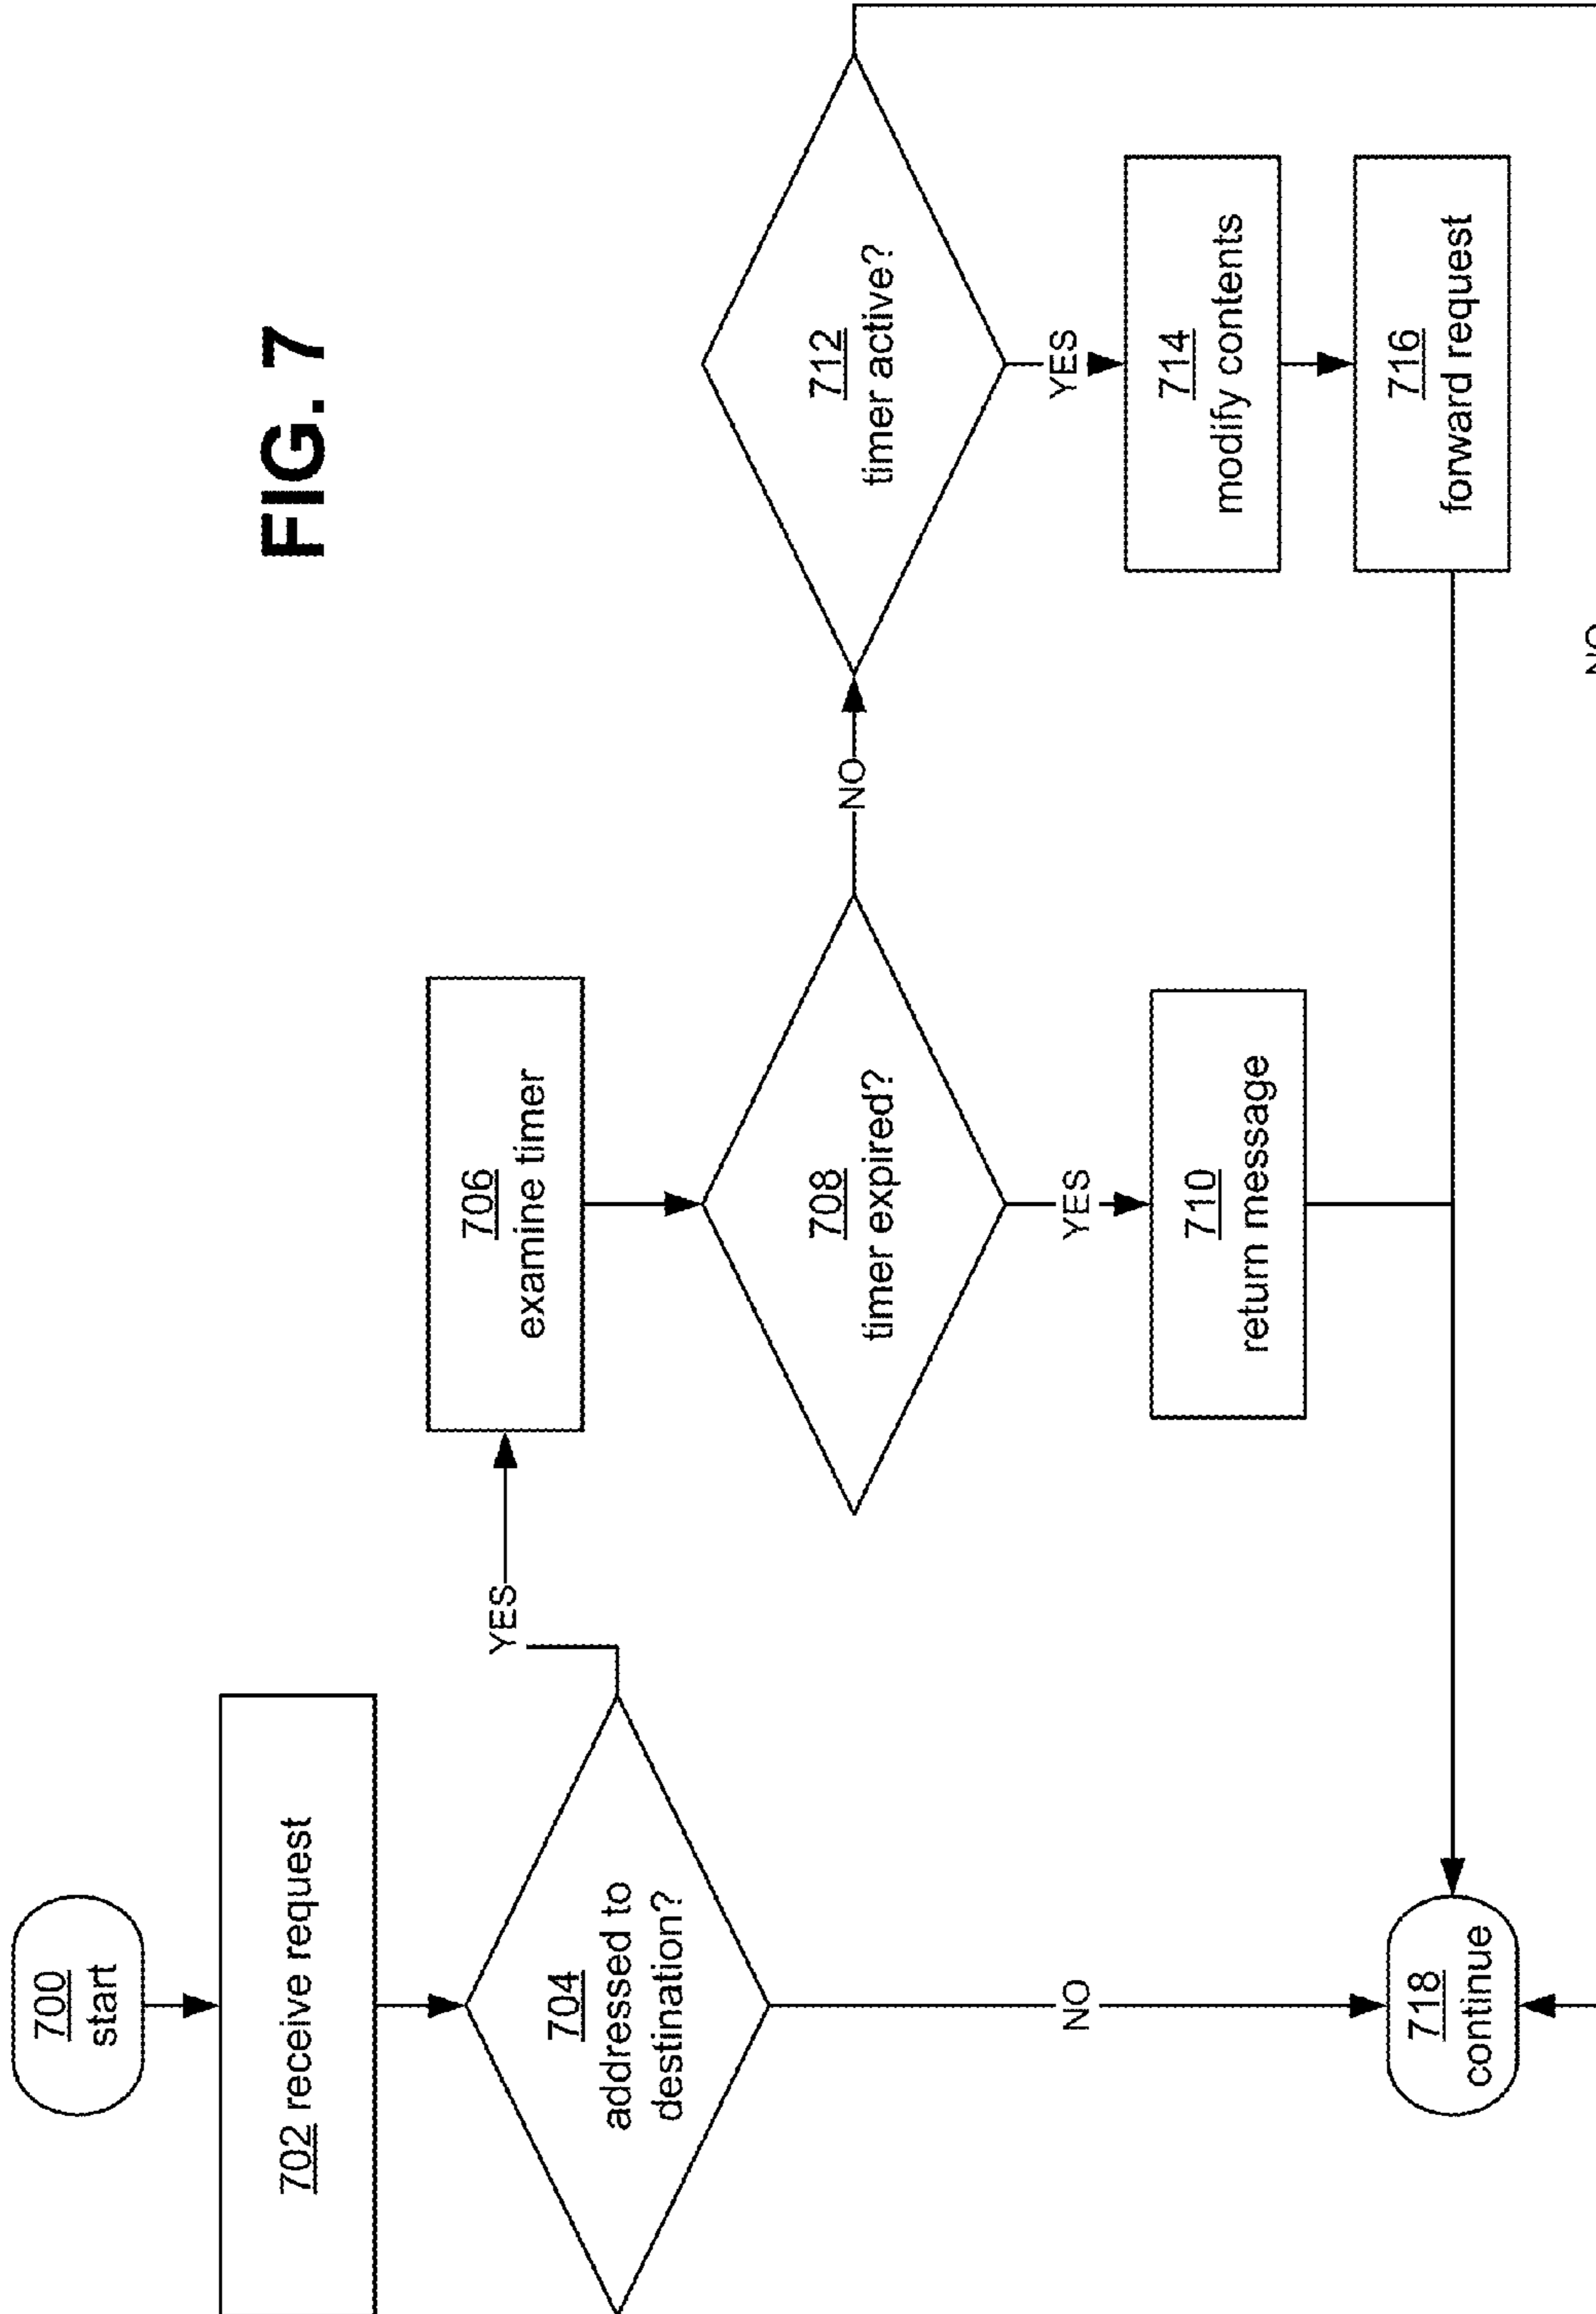 FIG. 7
700
start
702 receive request
704
addressed to
destination?
YES
NO
706
examine timer
708
timer expired?
YES
NO
710
return message
712
timer active?
YES
714
modify contents
716
forward request
NO
718
continue